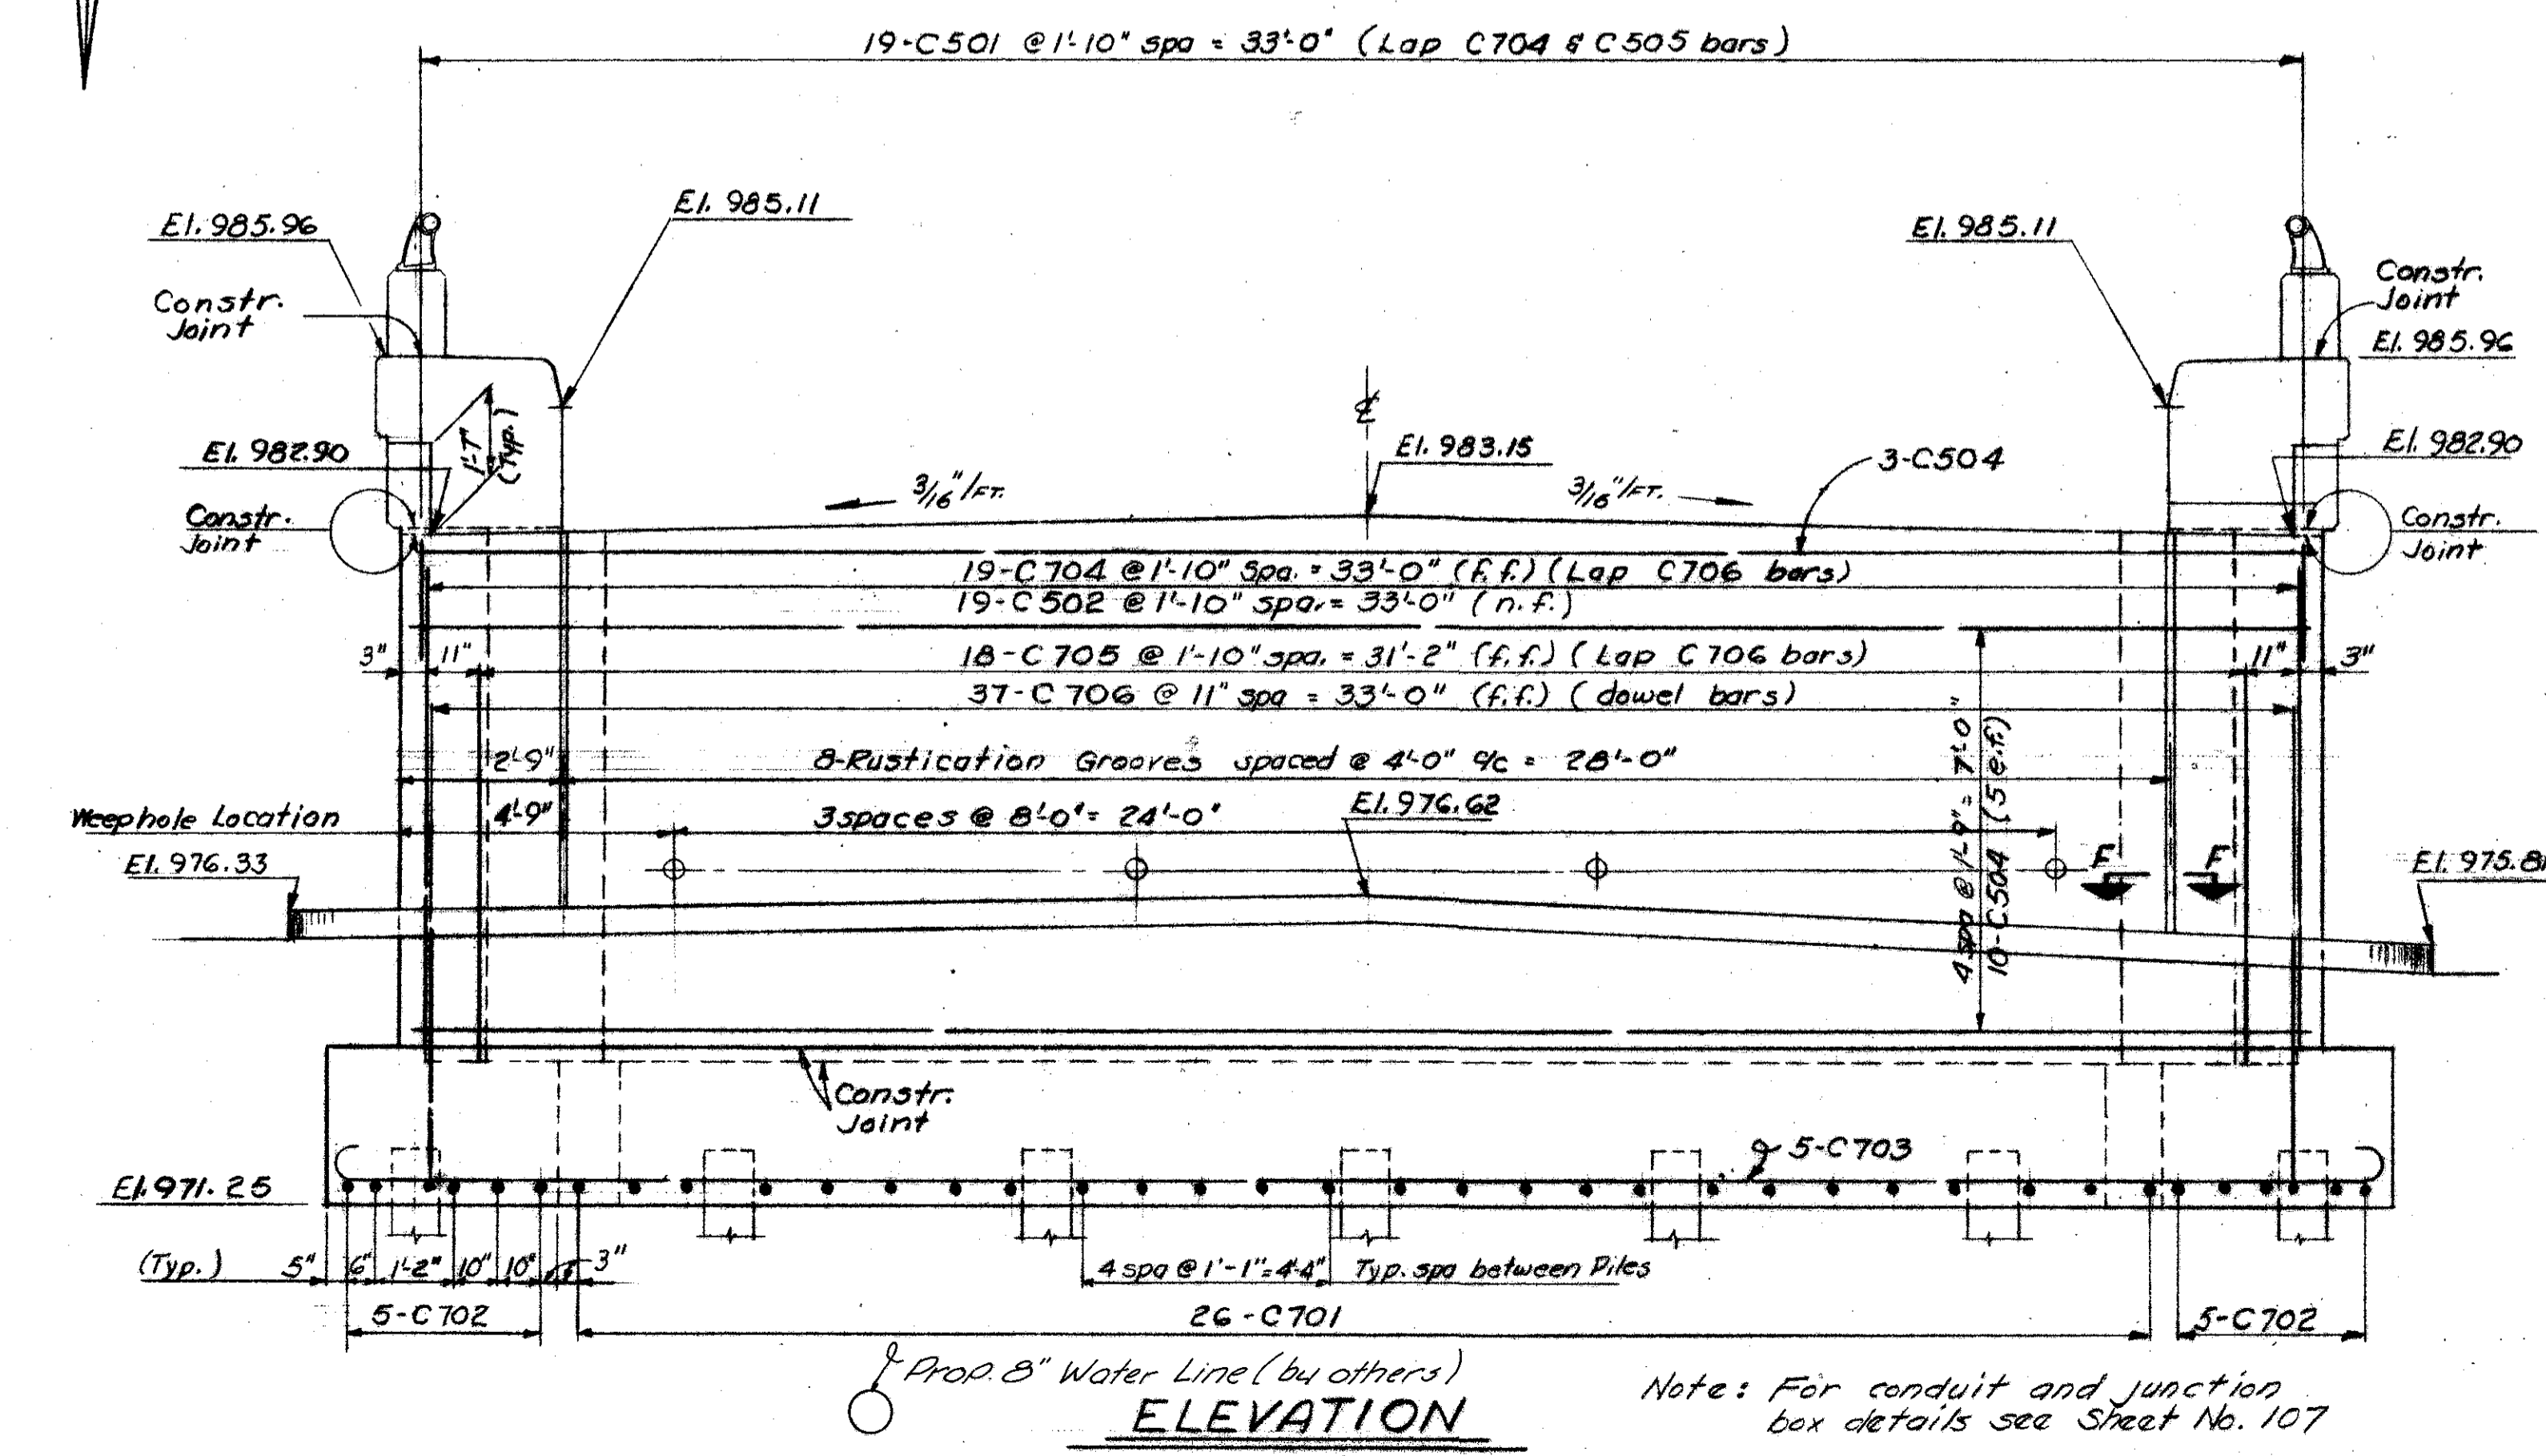 19-C501 @ 1'-10" spa = 33'-0" (Lap C704 & C505 bars)
El. 985.96
El. 985.11
El. 985.11
Constr.
Joint
Constr.
Joint
El. 985.96
1'-7"
(Typ.)
El. 982.90
℄
El. 983.15
3-C504
El. 982.90
3/16"/FT.
3/16"/FT.
Constr.
Joint
Constr.
Joint
19-C704 @ 1'-10" Spa. = 33'-0" (f.f.) (Lap C706 bars)
19-C502 @ 1'-10" spa. = 33'-0" (n.f.)
3" 11" 18-C705 @ 1'-10" spa. = 31'-2" (f.f.) (Lap C706 bars) 11" 3"
37-C706 @ 11" spa = 33'-0" (f.f.) (dowel bars)
4 spa @ 1'-9" = 7'-0"
10-C504 (5 e.f.)
2'-9" 8-Rustication Grooves spaced @ 4'-0" c/c = 28'-0"
Weephole Location 4'-9" 3 spaces @ 8'-0" = 24'-0"
El. 976.62
El. 976.33
F F
El. 975.8
Constr.
Joint
5-C703
El. 971.25
(Typ.) 5" 6" 1'-2" 10" 10" 3" 4 spa @ 1'-1" = 4'-4" Typ. spa between Piles
5-C702 26-C701 5-C702
Prop. 8" Water Line (by others)
ELEVATION
Note: For conduit and junction
box details see Sheet No. 107